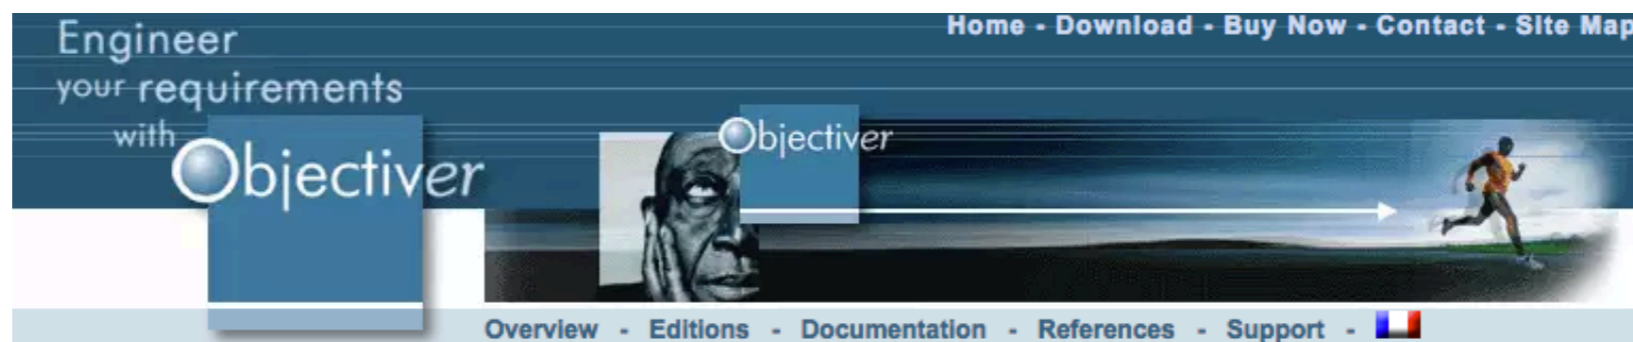 Home - Download - Buy Now - Contact - Site Map
Engineer
your requirements
with
Objectiver
Objectiver
Overview - Editions - Documentation - References - Support -